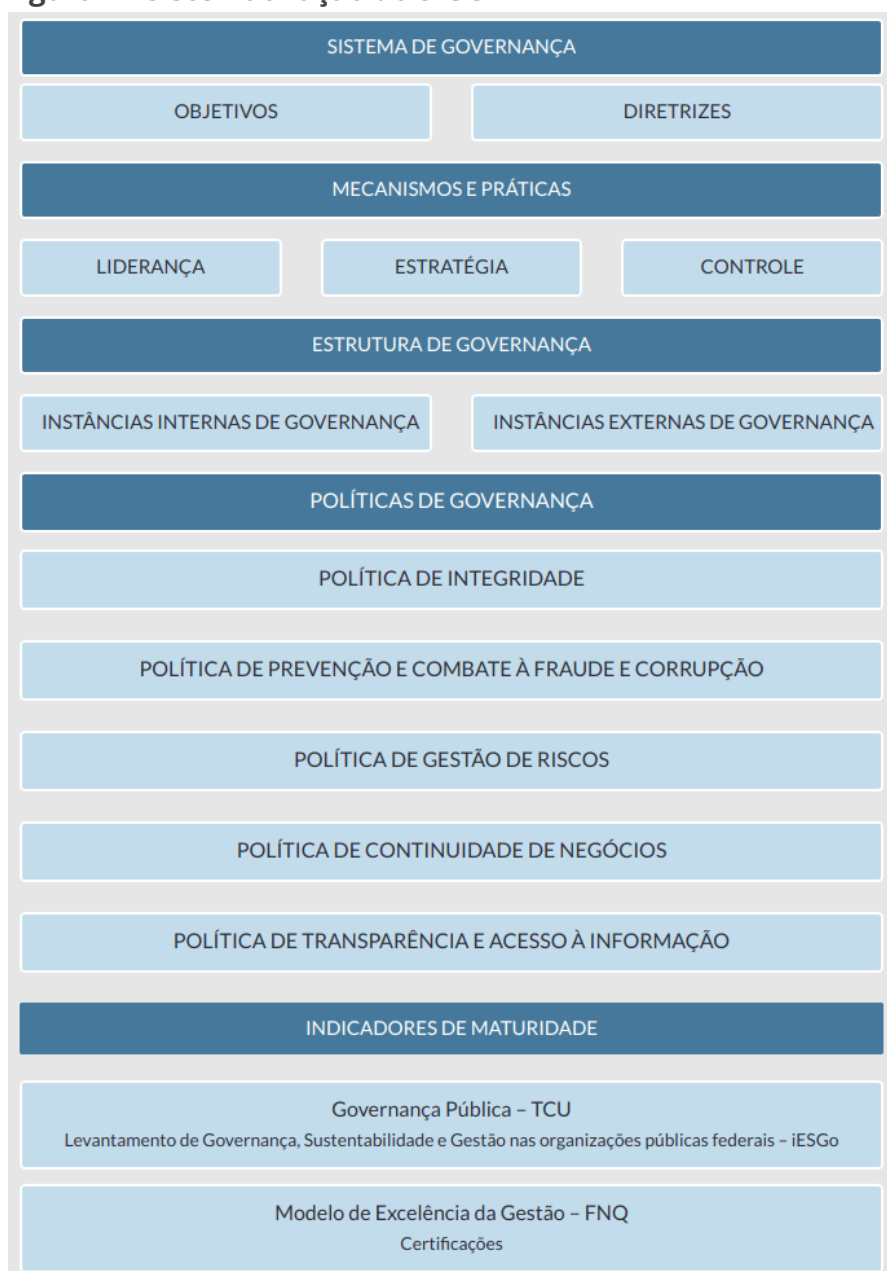 SISTEMA DE GOVERNANÇA
OBJETIVOS
DIRETRIZES
MECANISMOS E PRÁTICAS
LIDERANÇA
ESTRATÉGIA
CONTROLE
ESTRUTURA DE GOVERNANÇA
INSTÂNCIAS INTERNAS DE GOVERNANÇA
INSTÂNCIAS EXTERNAS DE GOVERNANÇA
POLÍTICAS DE GOVERNANÇA
POLÍTICA DE INTEGRIDADE
POLÍTICA DE PREVENÇÃO E COMBATE À FRAUDE E CORRUPÇÃO
POLÍTICA DE GESTÃO DE RISCOS
POLÍTICA DE CONTINUIDADE DE NEGÓCIOS
POLÍTICA DE TRANSPARÊNCIA E ACESSO À INFORMAÇÃO
INDICADORES DE MATURIDADE
Governança Pública – TCU
Levantamento de Governança, Sustentabilidade e Gestão nas organizações públicas federais – iESGo
Modelo de Excelência da Gestão – FNQ
Certificações